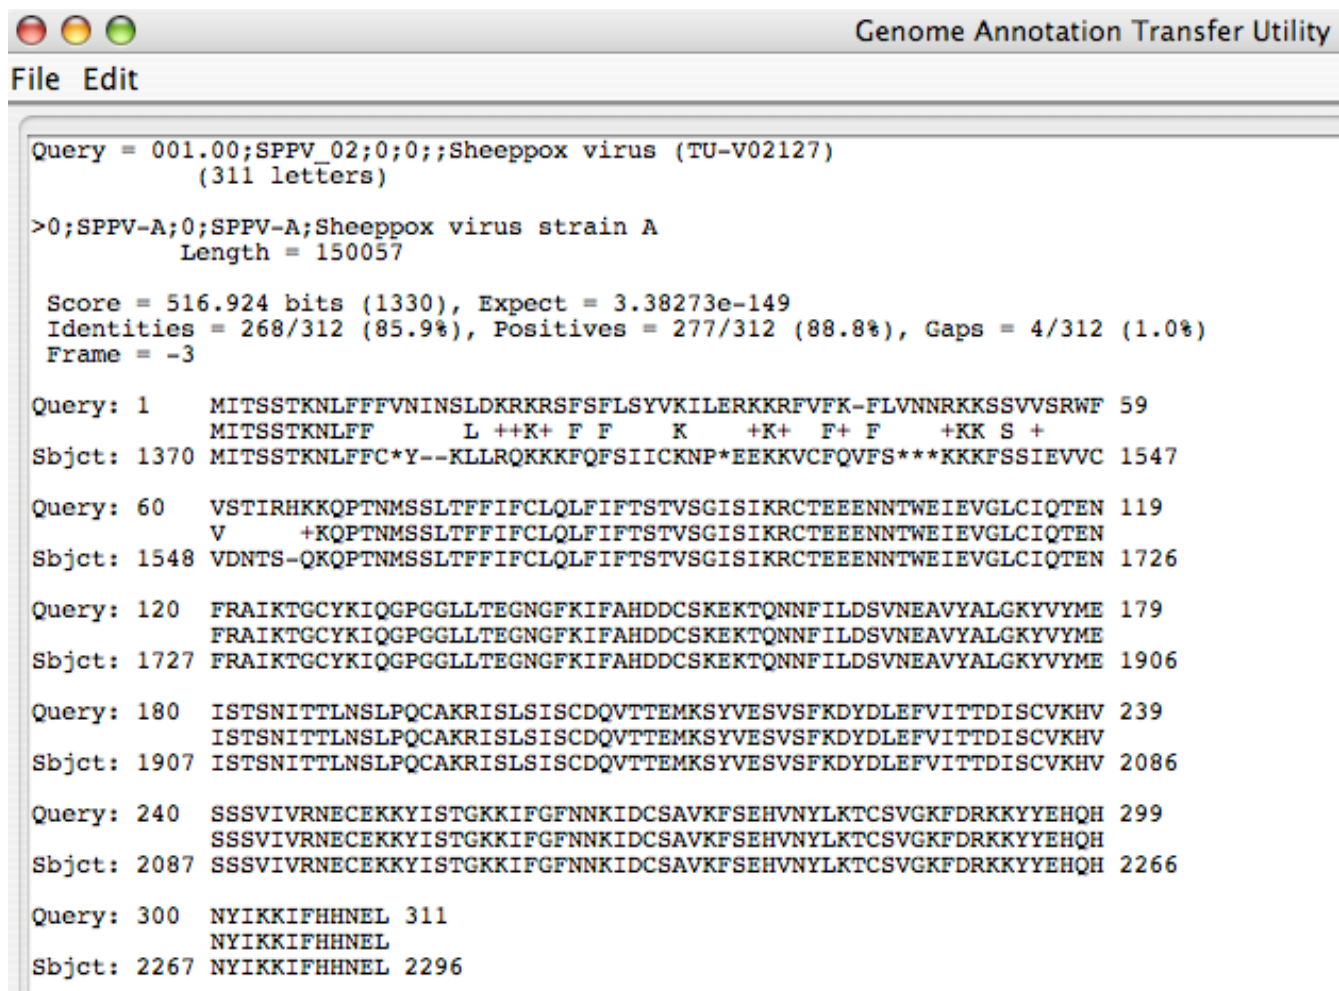 Genome Annotation Transfer Utility
File Edit
Query = 001.00;SPPV_02;0;0;;Sheeppox virus (TU-V02127)
(311 letters)
>0;SPPV-A;0;SPPV-A;Sheeppox virus strain A
Length = 150057
Score = 516.924 bits (1330), Expect = 3.38273e-149
Identities = 268/312 (85.9%), Positives = 277/312 (88.8%), Gaps = 4/312 (1.0%)
Frame = -3
Query: 1 MITSSTKNLFFFVNINSLDKRKRSFSFLSYVKILERKKRFVFK-FLVNNRKKSSVVSRWF 59
MITSSTKNLFF L ++K+ F F K +K+ F+ F +KK S +
Sbjct: 1370 MITSSTKNLFFC*Y--KLLRQKKKFQFSIICKNP*EEKKVCFQVFS***KKKFSSIEVVC 1547
Query: 60 VSTIRHKKQPTNMSSLTFFIFCLQLFIFTSTVSGISIKRCTEEENNTWEIEVGLCIQTEN 119
V +KQPTNMSSLTFFIFCLQLFIFTSTVSGISIKRCTEEENNTWEIEVGLCIQTEN
Sbjct: 1548 VDNTS-QKQPTNMSSLTFFIFCLQLFIFTSTVSGISIKRCTEEENNTWEIEVGLCIQTEN 1726
Query: 120 FRAIKTGCYKIQGPGGLLTEGNGFKIFAHDDCSKEKTQNNFILDSVNEAVYALGKYVYME 179
FRAIKTGCYKIQGPGGLLTEGNGFKIFAHDDCSKEKTQNNFILDSVNEAVYALGKYVYME
Sbjct: 1727 FRAIKTGCYKIQGPGGLLTEGNGFKIFAHDDCSKEKTQNNFILDSVNEAVYALGKYVYME 1906
Query: 180 ISTSNITTLNSLPQCAKRISLSISCDQVTTEMKSYVESVSFKDYDLEFVITTDISCVKHV 239
ISTSNITTLNSLPQCAKRISLSISCDQVTTEMKSYVESVSFKDYDLEFVITTDISCVKHV
Sbjct: 1907 ISTSNITTLNSLPQCAKRISLSISCDQVTTEMKSYVESVSFKDYDLEFVITTDISCVKHV 2086
Query: 240 SSSVIVRNECEKKYISTGKKIFGFNNKIDCSAVKFSEHVNYLKTCSVGKFDRKKYYEHQH 299
SSSVIVRNECEKKYISTGKKIFGFNNKIDCSAVKFSEHVNYLKTCSVGKFDRKKYYEHQH
Sbjct: 2087 SSSVIVRNECEKKYISTGKKIFGFNNKIDCSAVKFSEHVNYLKTCSVGKFDRKKYYEHQH 2266
Query: 300 NYIKKIFHHNEL 311
NYIKKIFHHNEL
Sbjct: 2267 NYIKKIFHHNEL 2296